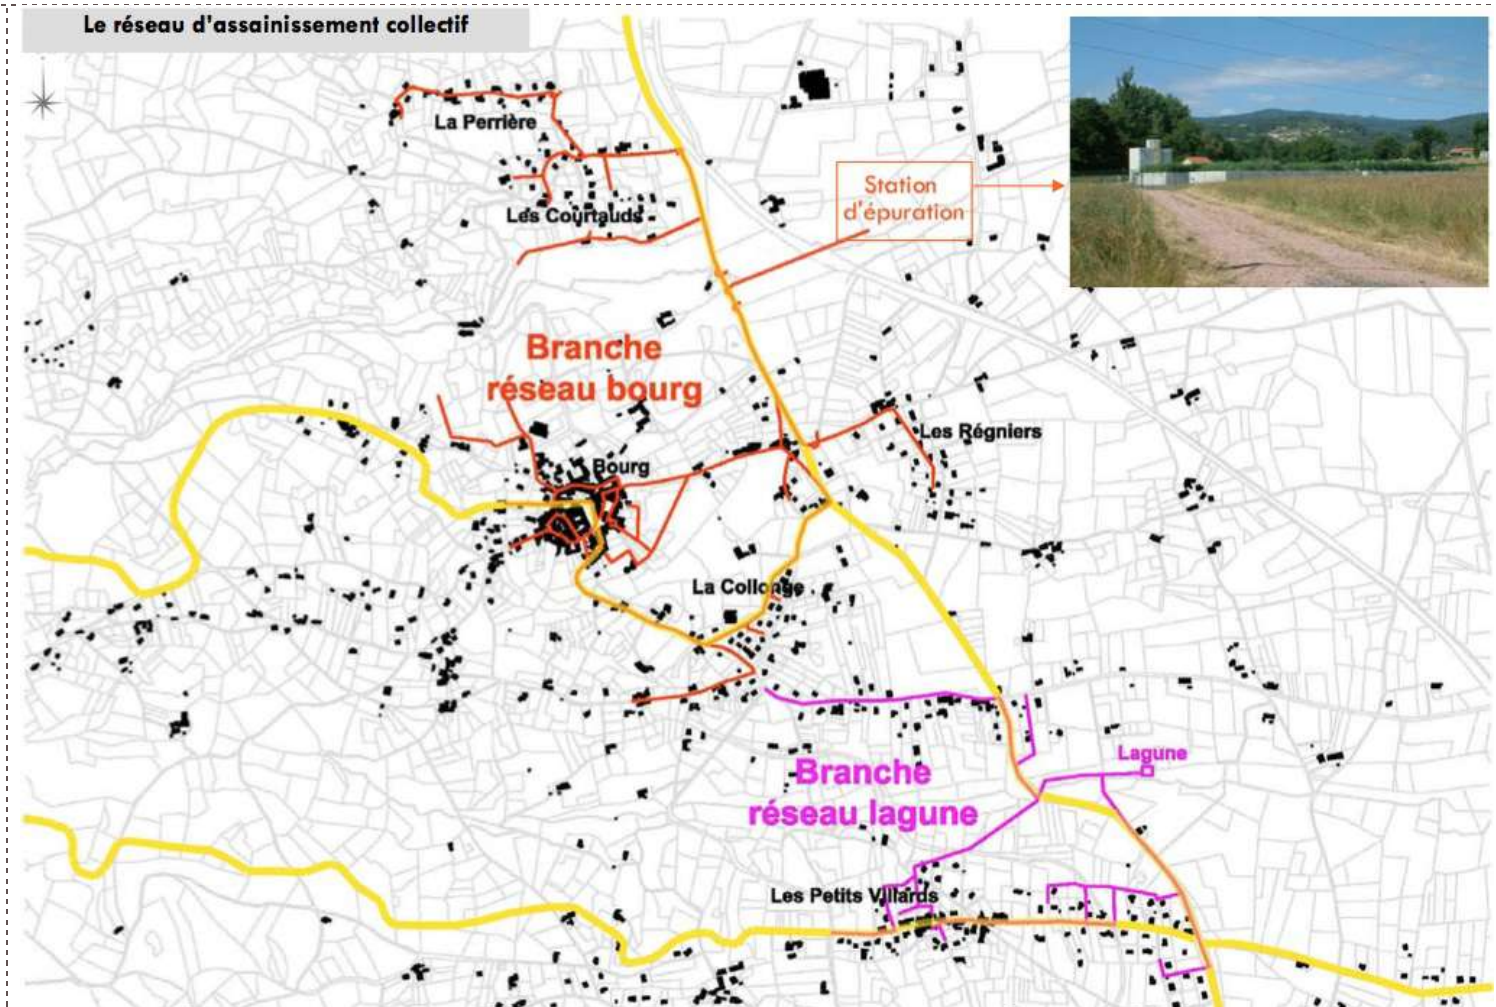 Le réseau d'assainissement collectif
La Perrière
Station
d'épuration
Les Courtauds
Branche
réseau bourg
Les Régniers
Bourg
La Collonge
Lagune
Branche
réseau lagune
Les Petits Villards